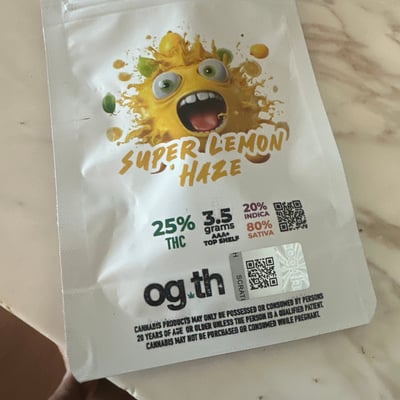 SUPER LEMON
HAZE
25%
THC
3.5
grams
AAA+
TOP SHELF
20%
INDICA
80%
SATIVA
og.th
CANNABIS PRODUCTS MAY ONLY BE POSSESSED OR CONSUMED BY PERSONS
20 YEARS OF AGE OR OLDER UNLESS THE PERSON IS A QUALIFIED PATIENT.
CANNABIS MAY NOT BE PURCHASED OR CONSUMED WHILE PREGNANT.